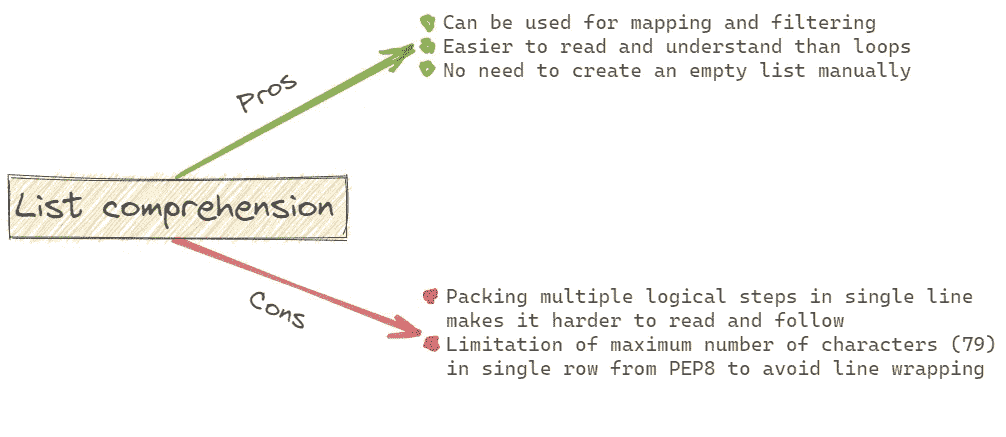 Can be used for mapping and filtering
Easier to read and understand than loops
No need to create an empty list manually
Pros
List comprehension
Cons
Packing multiple logical steps in single line
makes it harder to read and follow
Limitation of maximum number of characters (79)
in single row from PEP8 to avoid line wrapping